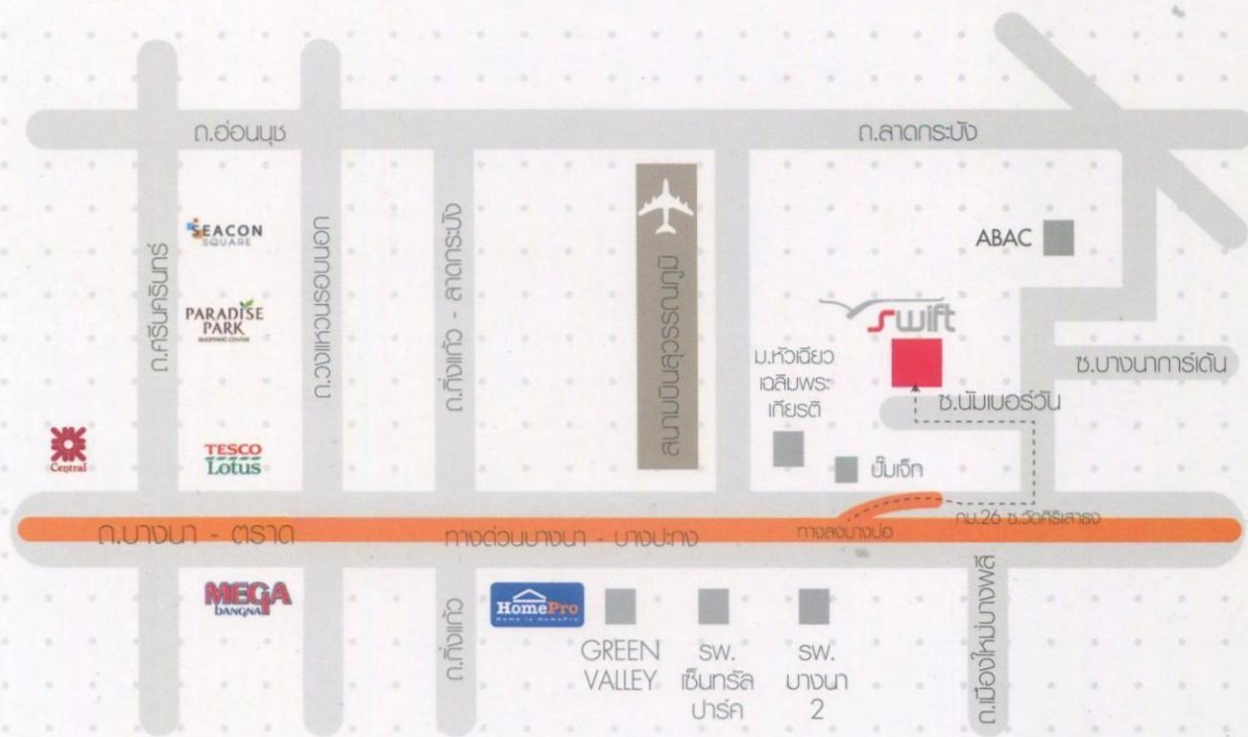 ถ.อ่อนนุช
ถ.ลาดกระบัง
SEACON
SQUARE
PARADISE
PARK
SHOPPING CENTER
ถ.ศรีนครินทร์
ถ.วงแหวนรอบนอก
ถ.กิ่งแก้ว - ลาดกระบัง
สนามบินสุวรรณภูมิ
ABAC
swift
ม.หัวเฉียว
เฉลิมพระ
เกียรติ
ซ.บางนาการ์เด้น
ซ.นัมเบอร์วัน
Central
TESCO
Lotus
ปั๊มเจ็ท
ถ.บางนา - ตราด
ทางด่วนบางนา - บางปะกง
ทางลงบางบ่อ
กม.26 ซ.วัดศิริเสาธง
MEGA
BANGNA
ถ.กิ่งแก้ว
HomePro
Home is HomePro
GREEN
VALLEY
รพ.
เซ็นทรัล
ปาร์ค
รพ.
บางนา
2
ถ.เมืองใหม่บางพลี